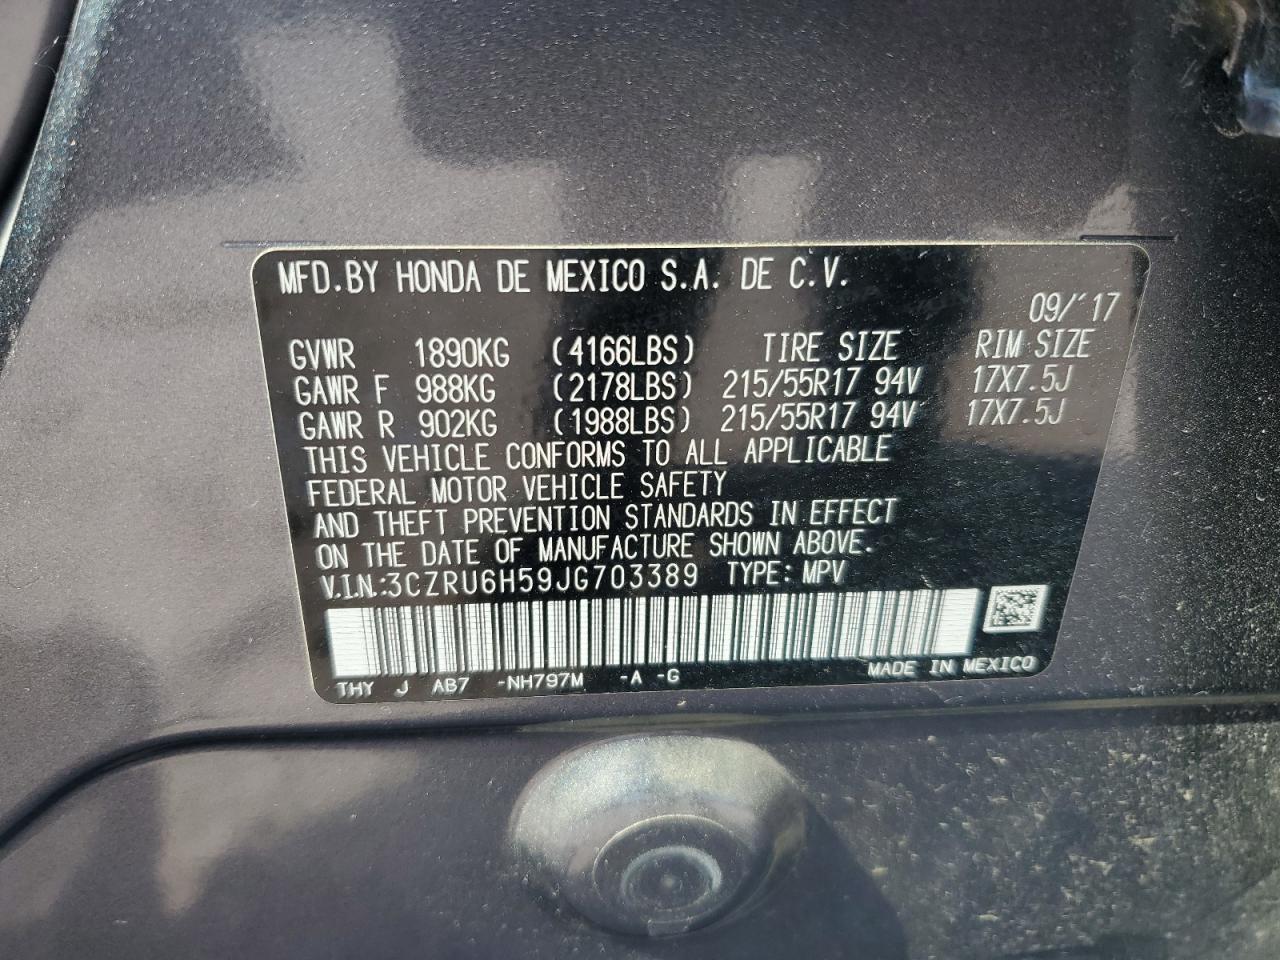 MFD.BY HONDA DE MEXICO S.A. DE C.V.
09/'17
GVWR 1890KG (4166LBS) TIRE SIZE RIM SIZE
GAWR F 988KG (2178LBS) 215/55R17 94V 17X7.5J
GAWR R 902KG (1988LBS) 215/55R17 94V 17X7.5J
THIS VEHICLE CONFORMS TO ALL APPLICABLE
FEDERAL MOTOR VEHICLE SAFETY
AND THEFT PREVENTION STANDARDS IN EFFECT
ON THE DATE OF MANUFACTURE SHOWN ABOVE.
V.I.N.:3CZRU6H59JG703389 TYPE: MPV
THY J AB7 -NH797M -A -G MADE IN MEXICO